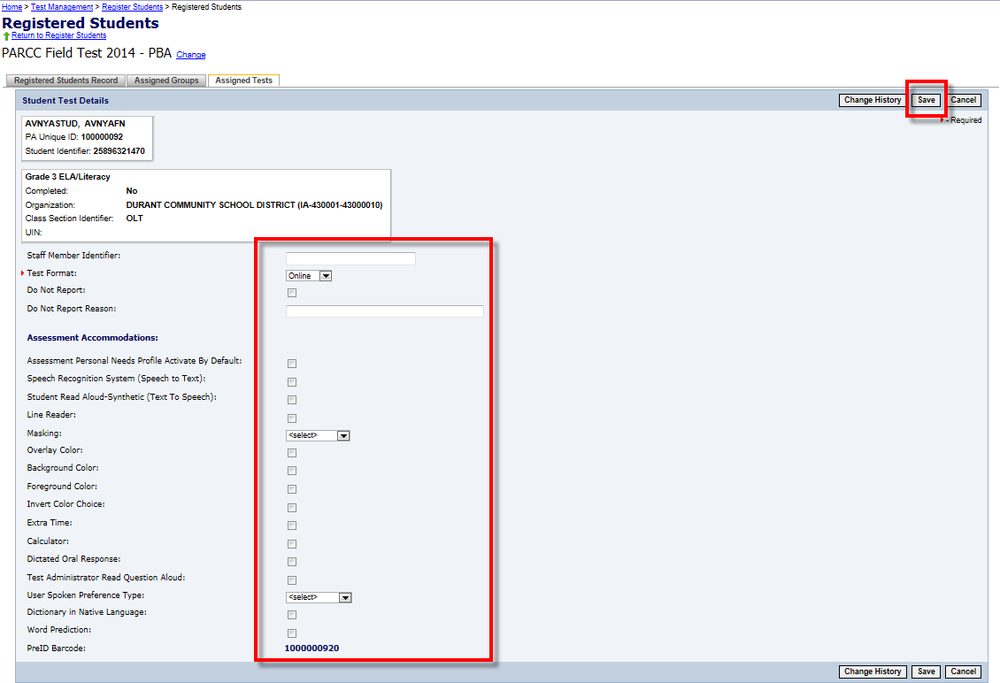 Home > Test Management > Register Students > Registered Students
Registered Students
Return to Register Students
PARCC Field Test 2014 - PBA Change
Registered Students Record Assigned Groups Assigned Tests
Student Test Details Change History Save Cancel
- Required
AVNYASTUD, AVNYAFN
PA Unique ID: 100000092
Student Identifier: 25896321470
Grade 3 ELA/Literacy
Completed: No
Organization: DURANT COMMUNITY SCHOOL DISTRICT (IA-430001-43000010)
Class Section Identifier: OLT
UIN:
Staff Member Identifier:
Test Format: Online
Do Not Report:
Do Not Report Reason:
Assessment Accommodations:
Assessment Personal Needs Profile Activate By Default:
Speech Recognition System (Speech to Text):
Student Read Aloud-Synthetic (Text To Speech):
Line Reader:
Masking: <select>
Overlay Color:
Background Color:
Foreground Color:
Invert Color Choice:
Extra Time:
Calculator:
Dictated Oral Response:
Test Administrator Read Question Aloud:
User Spoken Preference Type: <select>
Dictionary in Native Language:
Word Prediction:
PreID Barcode: 1000000920
Change History Save Cancel